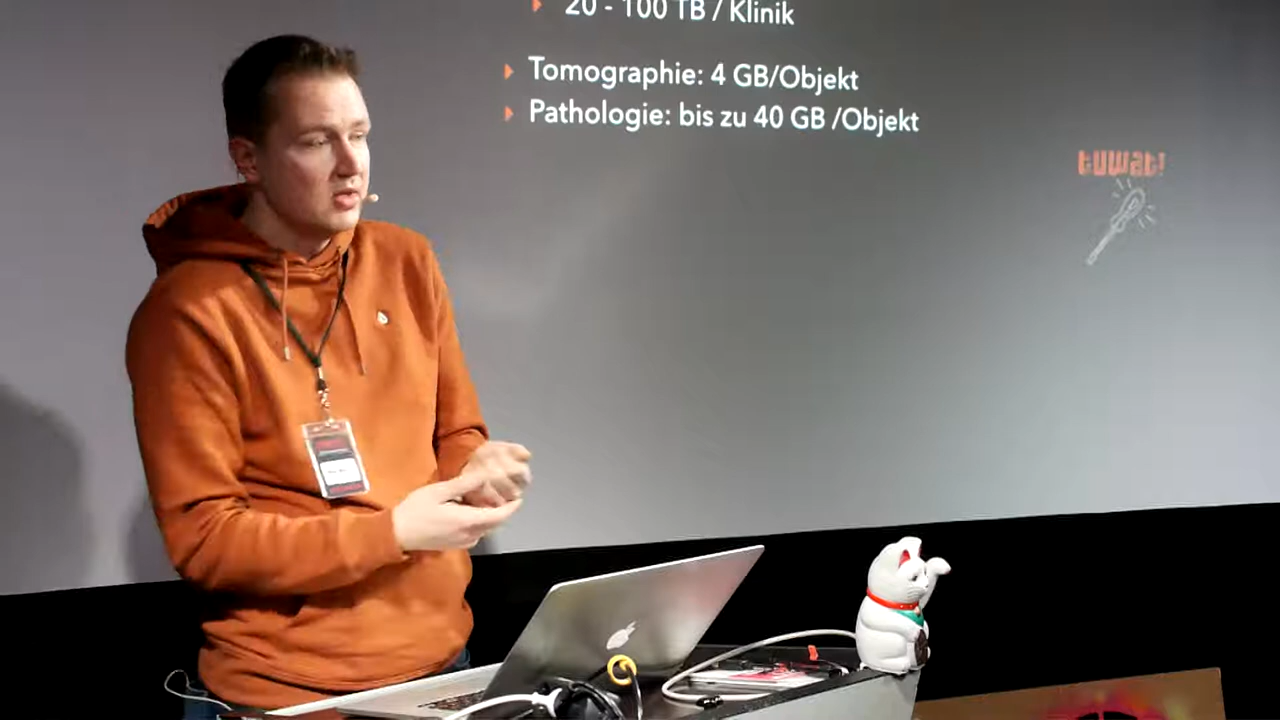 20 - 100 TB / Klinik
Tomographie: 4 GB/Objekt
Pathologie: bis zu 40 GB /Objekt
tuwat!